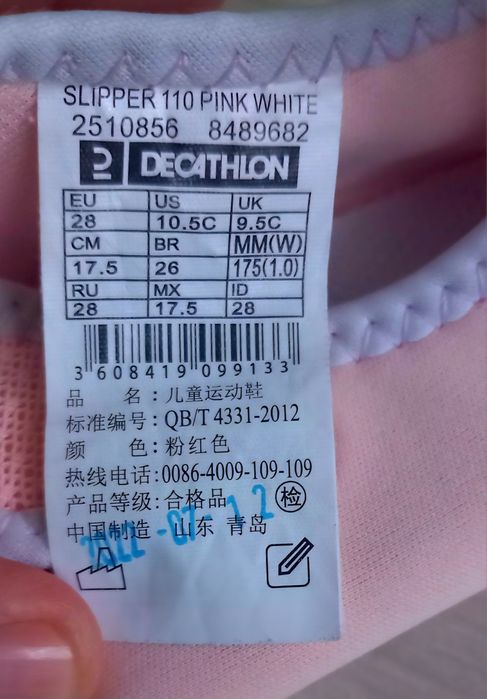 SLIPPER 110 PINK WHITE
2510856 8489682
DECATHLON
EU US UK
28 10.5C 9.5C
CM BR MM(W)
17.5 26 175(1.0)
RU MX ID
28 17.5 28
3 608419 099133
品 名：儿童运动鞋
标准编号：QB/T 4331-2012
颜 色：粉红色
热线电话：0086-4009-109-109
产品等级：合格品 检
中国制造 山东 青岛
2022-07-12